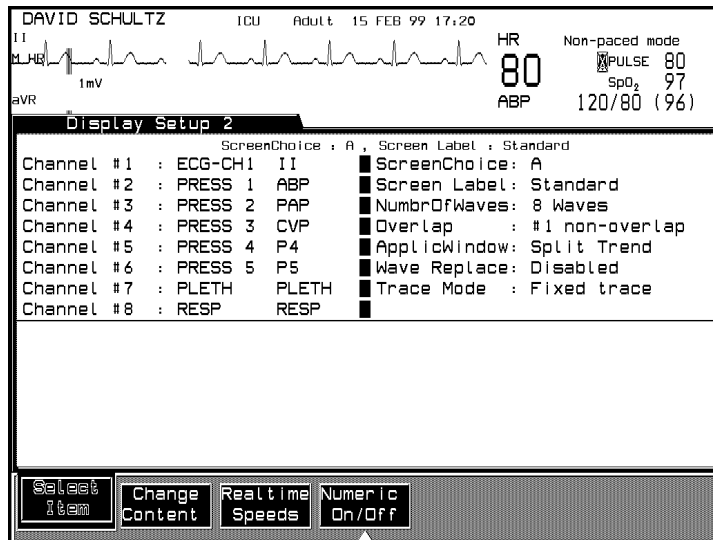 DAVID SCHULTZ ICU Adult 15 FEB 99 17:20
II
M HR
1mV
aVR
HR
80
ABP
Non-paced mode
PULSE 80
SpO₂ 97
120/80 (96)
Display Setup 2
ScreenChoice : A , Screen Label : Standard
Channel #1 : ECG-CH1 II ScreenChoice: A
Channel #2 : PRESS 1 ABP Screen Label: Standard
Channel #3 : PRESS 2 PAP NumbrOfWaves: 8 Waves
Channel #4 : PRESS 3 CVP Overlap : #1 non-overlap
Channel #5 : PRESS 4 P4 ApplicWindow: Split Trend
Channel #6 : PRESS 5 P5 Wave Replace: Disabled
Channel #7 : PLETH PLETH Trace Mode : Fixed trace
Channel #8 : RESP RESP
Select Item
Change Content
Realtime Speeds
Numeric On/Off